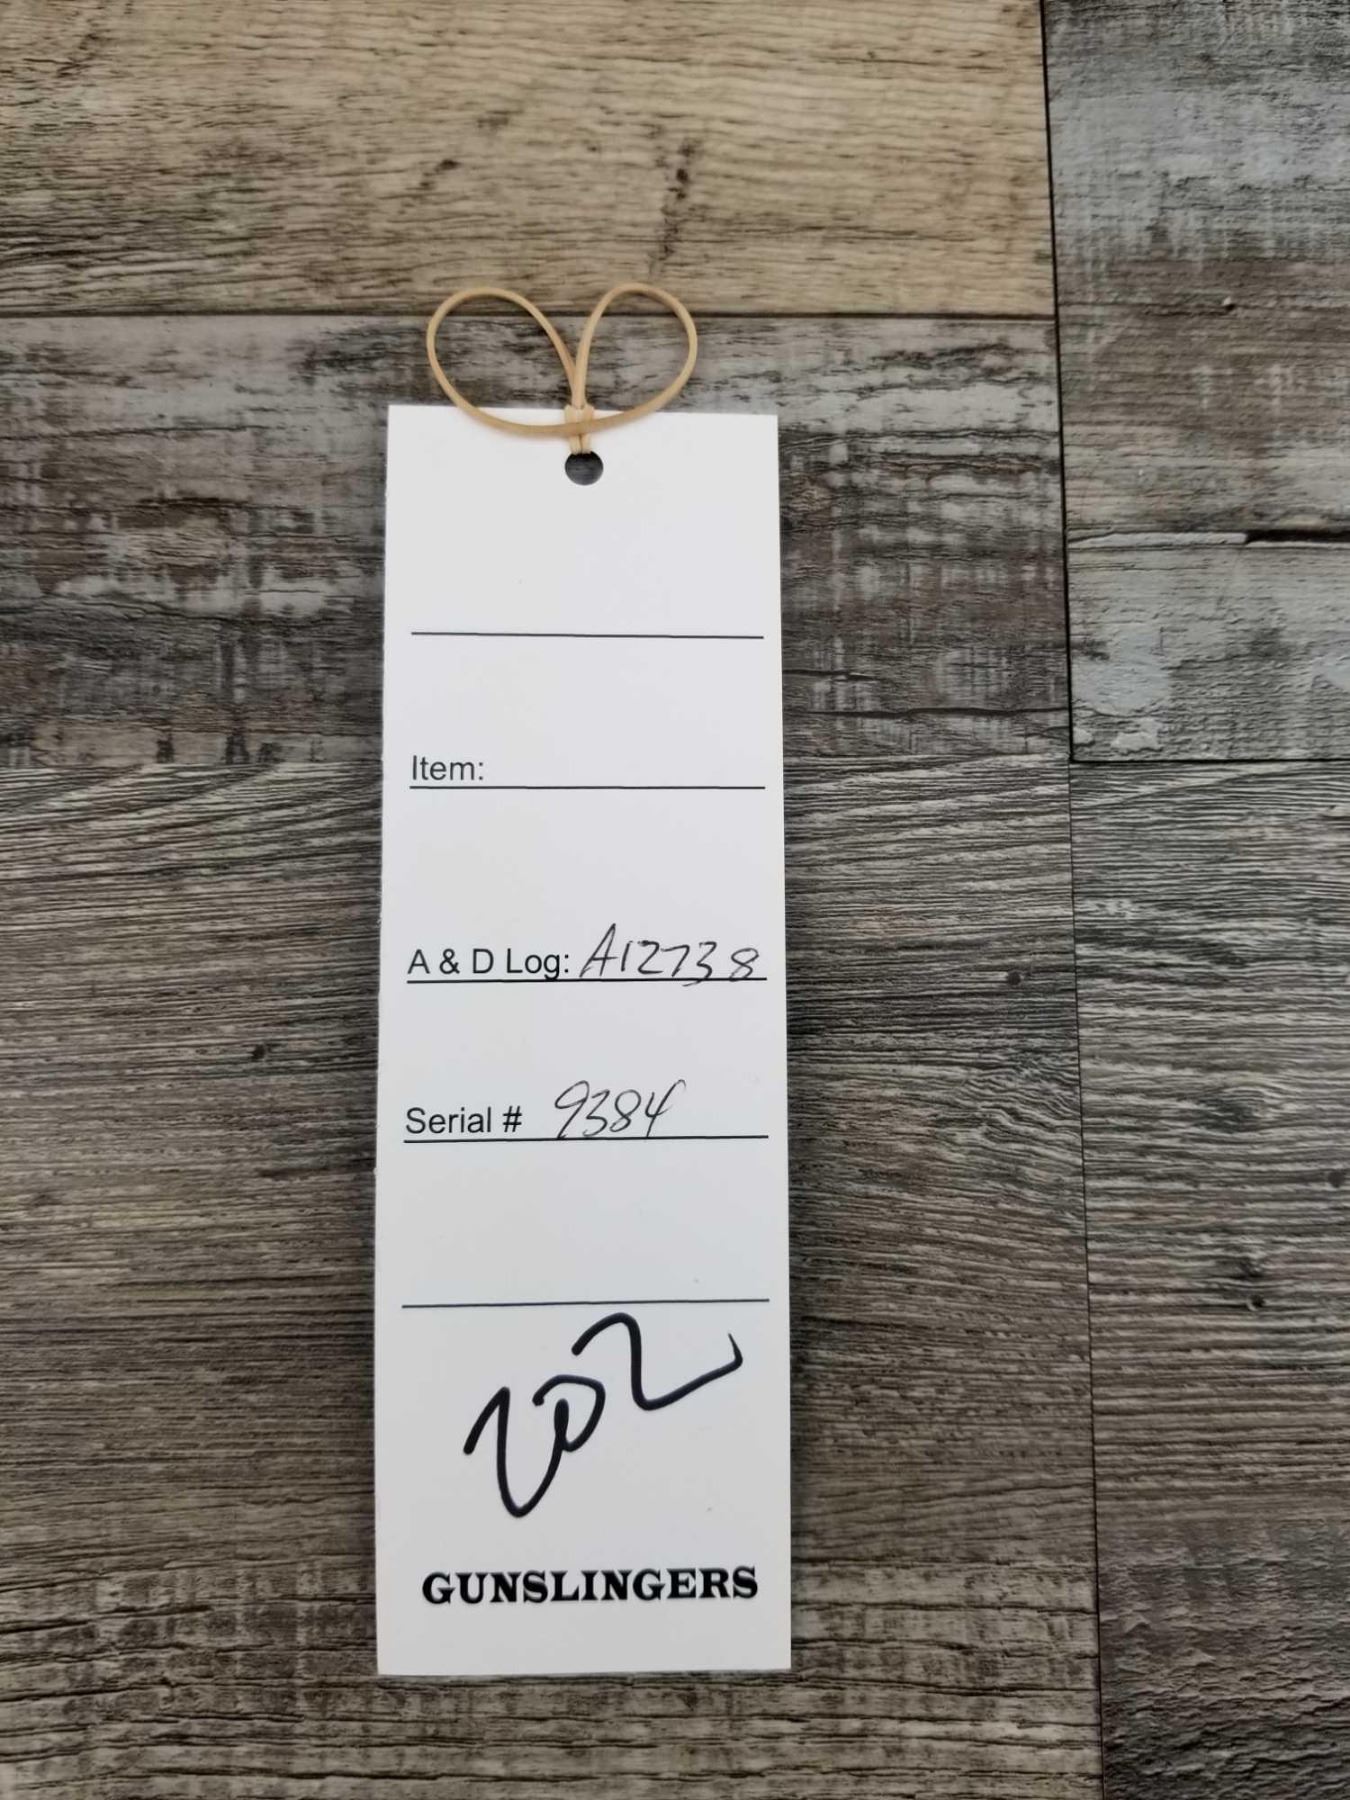 Item:
A & D Log: A12738
Serial # 9384
202
GUNSLINGERS